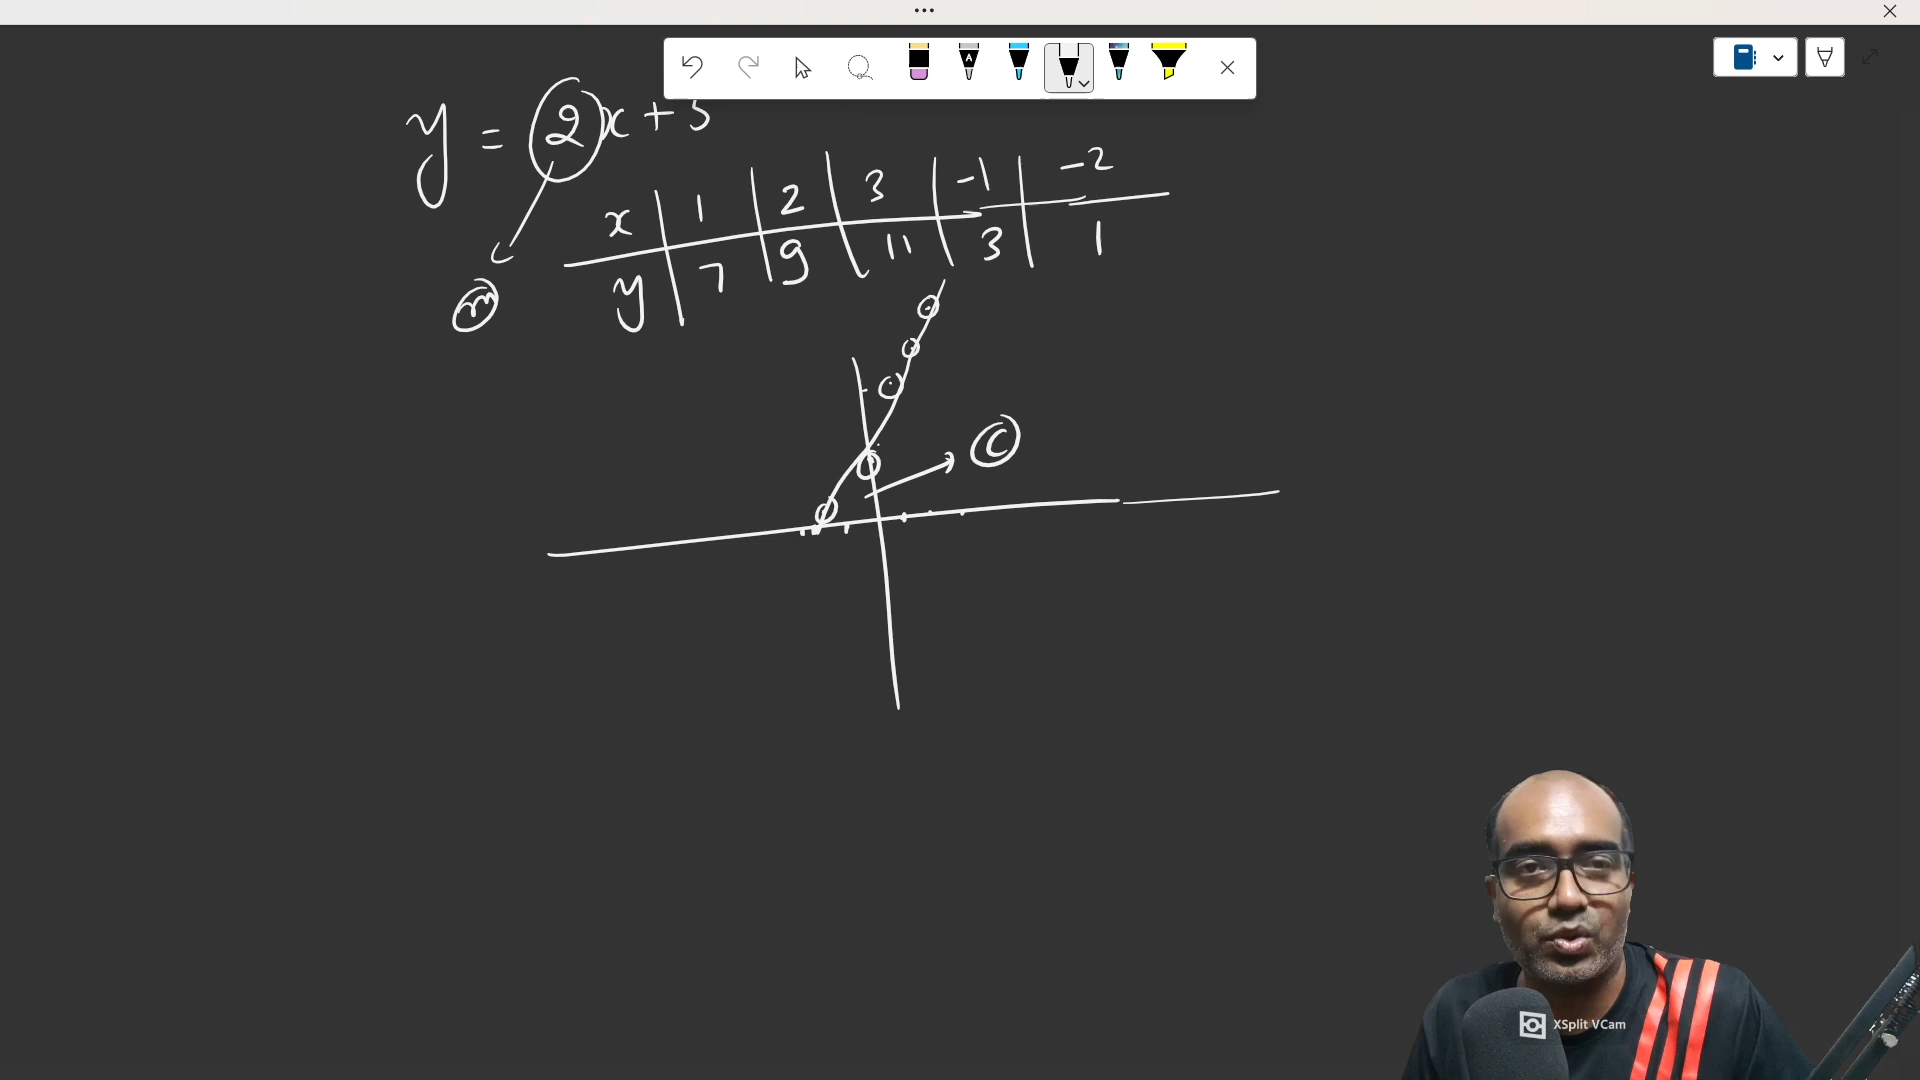 y = 2x + 5
x | 1 | 2 | 3 | -1 | -2
y | 7 | 9 | 11 | 3 | 1
m
C
XSplit VCam